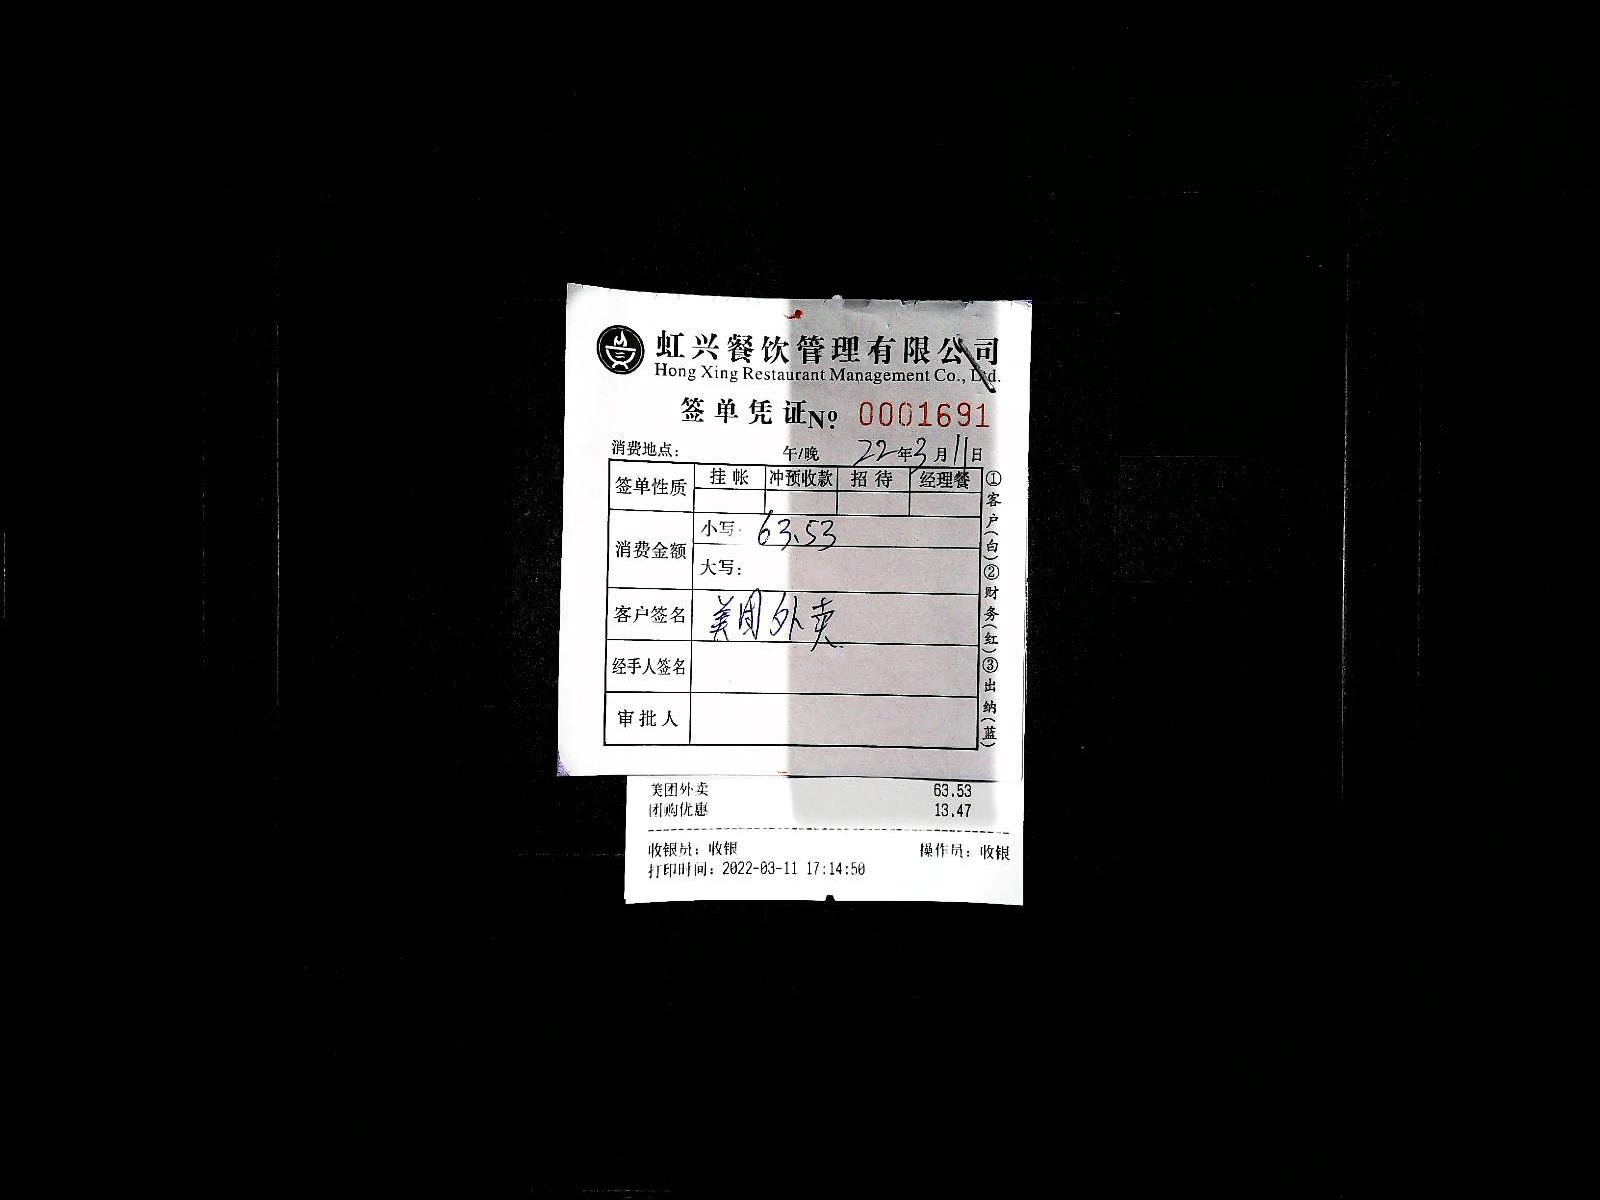 虹兴餐饮管理有限公司
Hong Xing Restaurant Management Co., Ltd.
签单凭证 № 0001691
消费地点： 午/晚 22年3月11日
签单性质 挂帐 冲预收款 招待 经理餐
消费金额 小写：63.53
大写：
客户签名 美团外卖
经手人签名
审批人
①客户(白)②财务(红)③出纳(蓝)
美团外卖 63.53
团购优惠 13.47
收银员：收银 操作员：收银
打印时间：2022-03-11 17:14:50